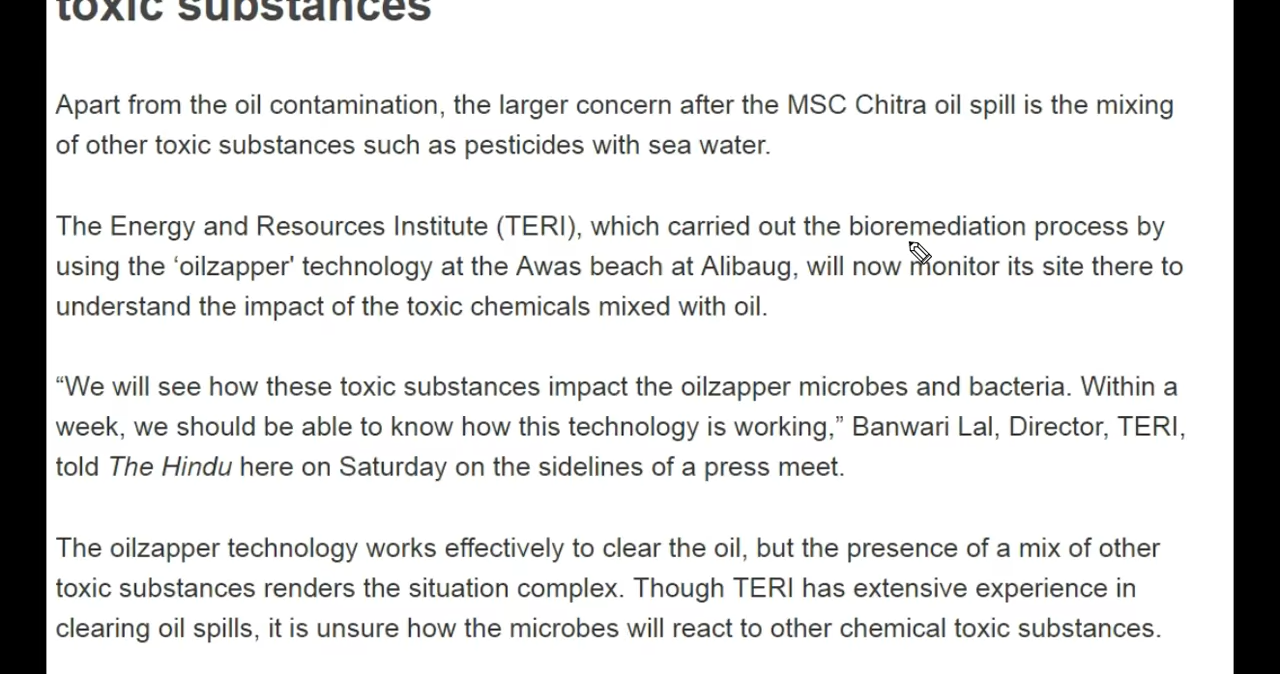 toxic substances
Apart from the oil contamination, the larger concern after the MSC Chitra oil spill is the mixing
of other toxic substances such as pesticides with sea water.
The Energy and Resources Institute (TERI), which carried out the bioremediation process by
using the ‘oilzapper' technology at the Awas beach at Alibaug, will now monitor its site there to
understand the impact of the toxic chemicals mixed with oil.
“We will see how these toxic substances impact the oilzapper microbes and bacteria. Within a
week, we should be able to know how this technology is working,” Banwari Lal, Director, TERI,
told The Hindu here on Saturday on the sidelines of a press meet.
The oilzapper technology works effectively to clear the oil, but the presence of a mix of other
toxic substances renders the situation complex. Though TERI has extensive experience in
clearing oil spills, it is unsure how the microbes will react to other chemical toxic substances.